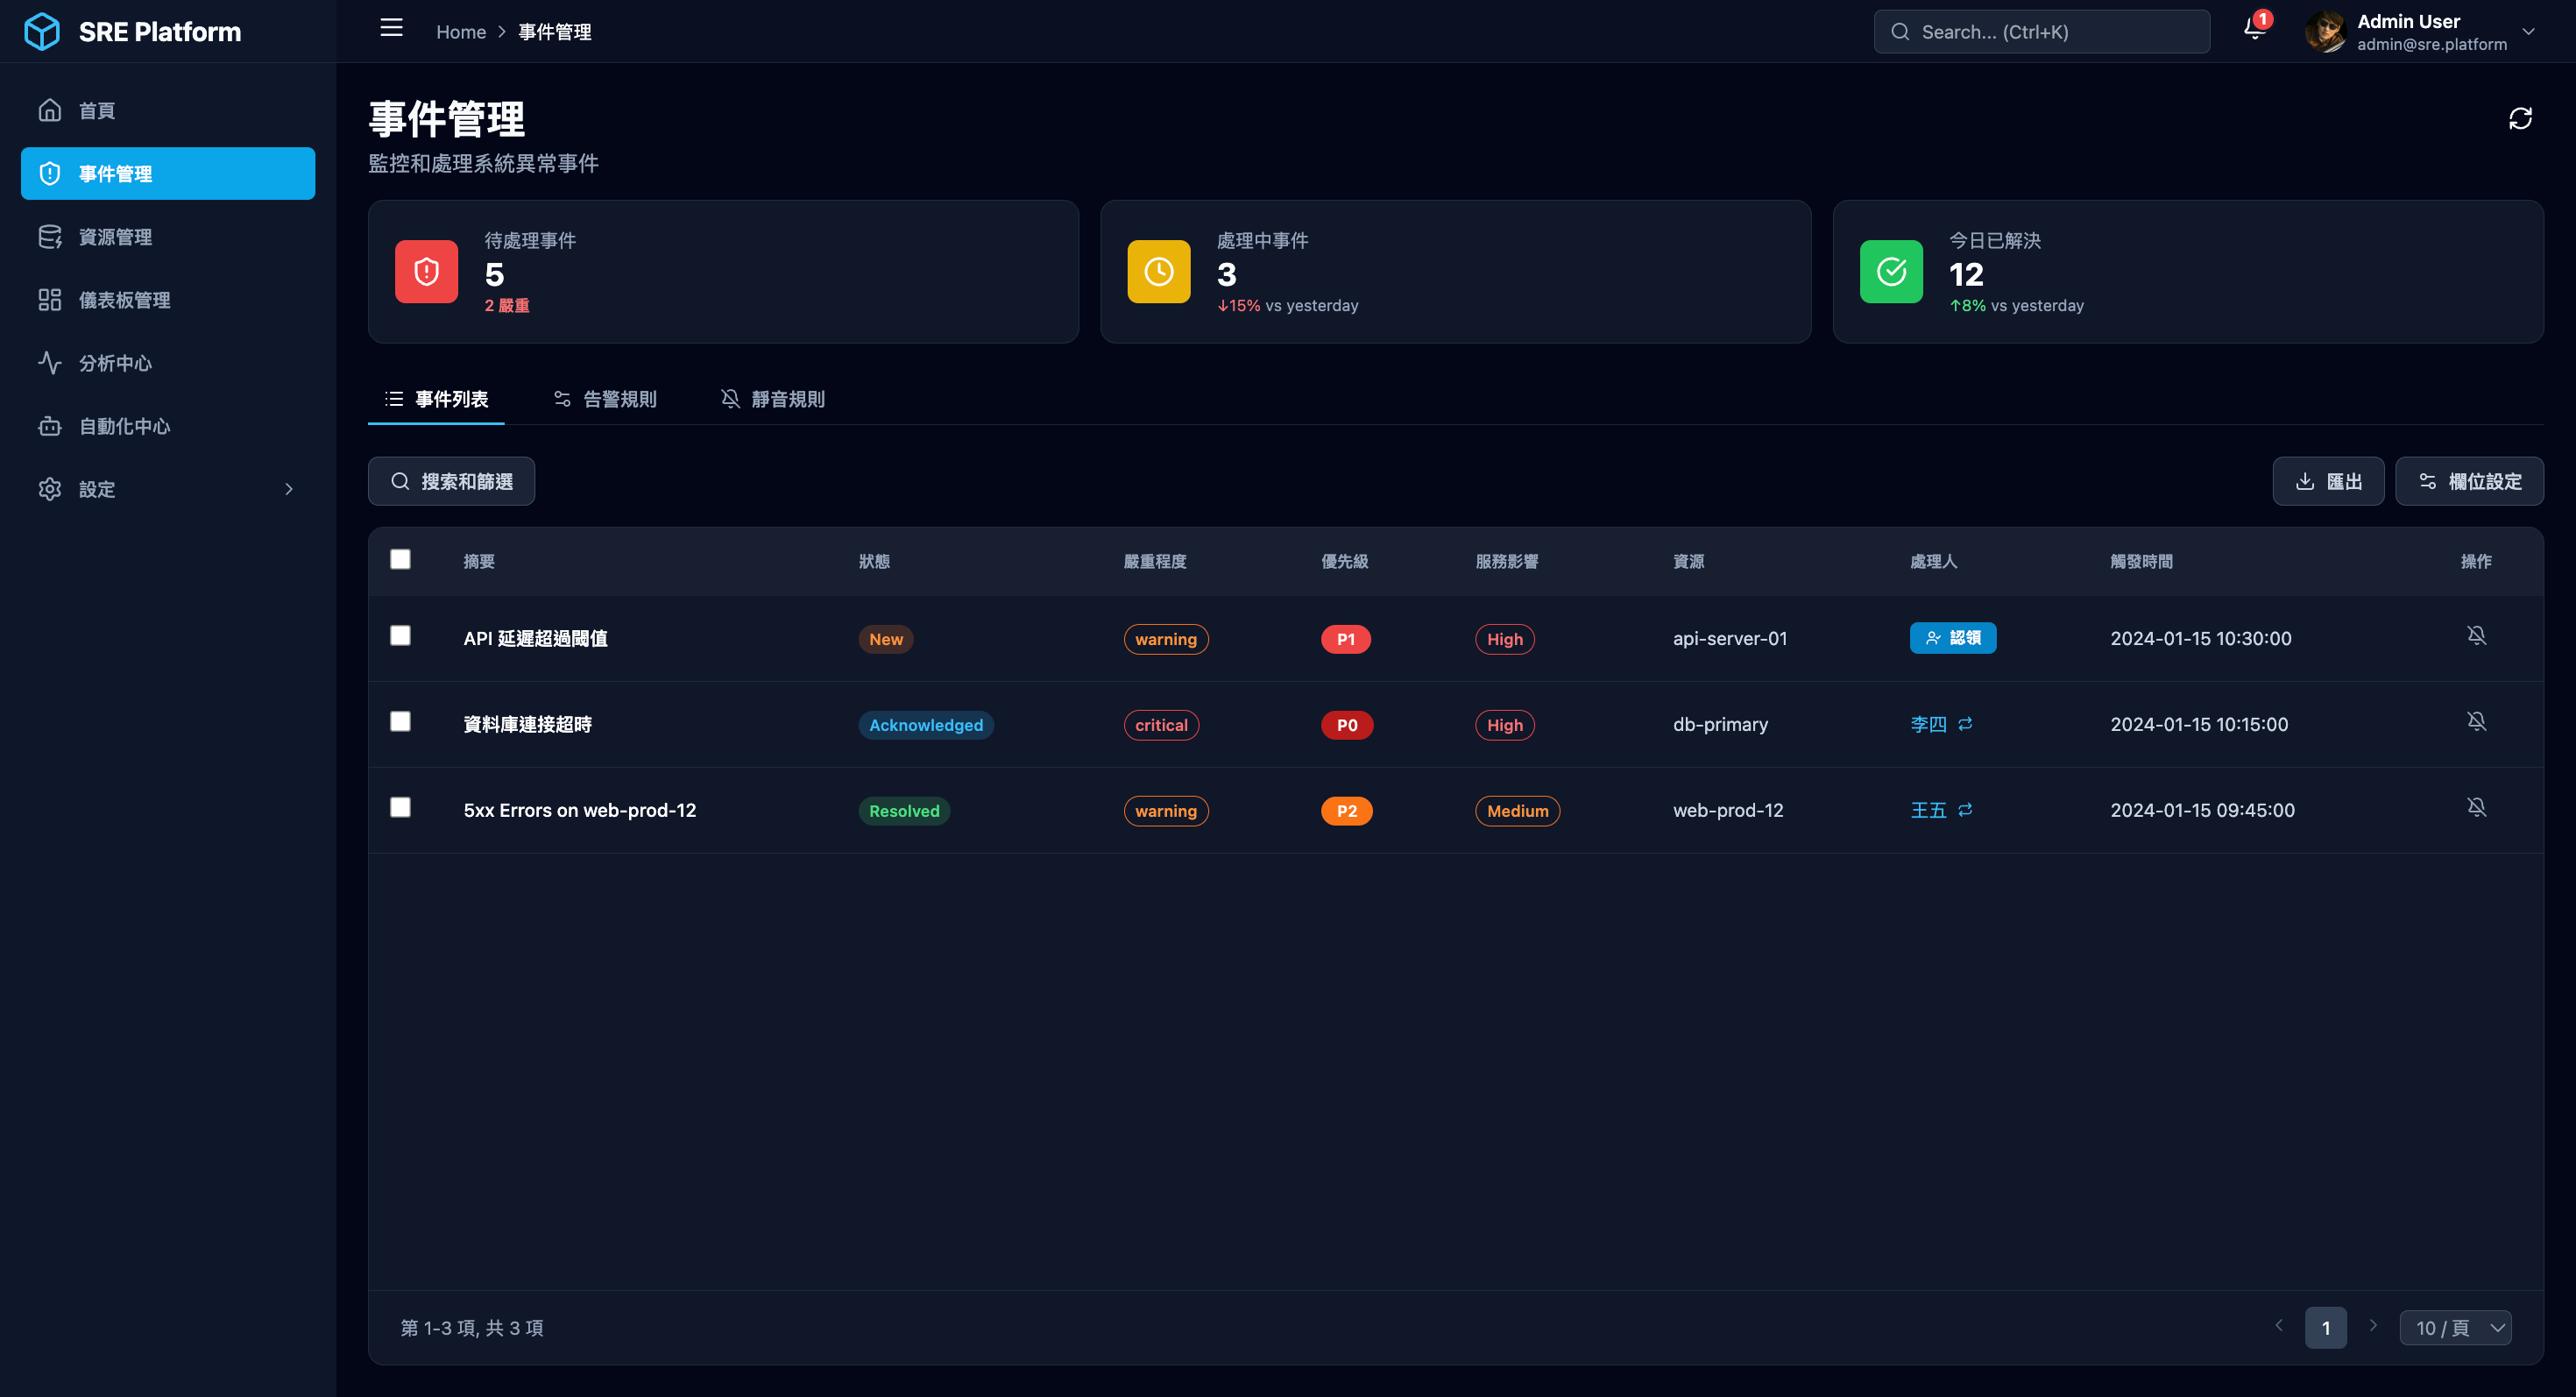 SRE Platform
Home > 事件管理
Search... (Ctrl+K)
1
Admin User
admin@sre.platform
首頁
事件管理
資源管理
儀表板管理
分析中心
自動化中心
設定
事件管理
監控和處理系統異常事件
待處理事件
5
2 嚴重
處理中事件
3
↓15% vs yesterday
今日已解決
12
↑8% vs yesterday
事件列表 告警規則 靜音規則
搜索和篩選 匯出 欄位設定
摘要 狀態 嚴重程度 優先級 服務影響 資源 處理人 觸發時間 操作
API 延遲超過閾值 New warning P1 High api-server-01 認領 2024-01-15 10:30:00
資料庫連接超時 Acknowledged critical P0 High db-primary 李四 2024-01-15 10:15:00
5xx Errors on web-prod-12 Resolved warning P2 Medium web-prod-12 王五 2024-01-15 09:45:00
第 1-3 項, 共 3 項 1 10 / 頁